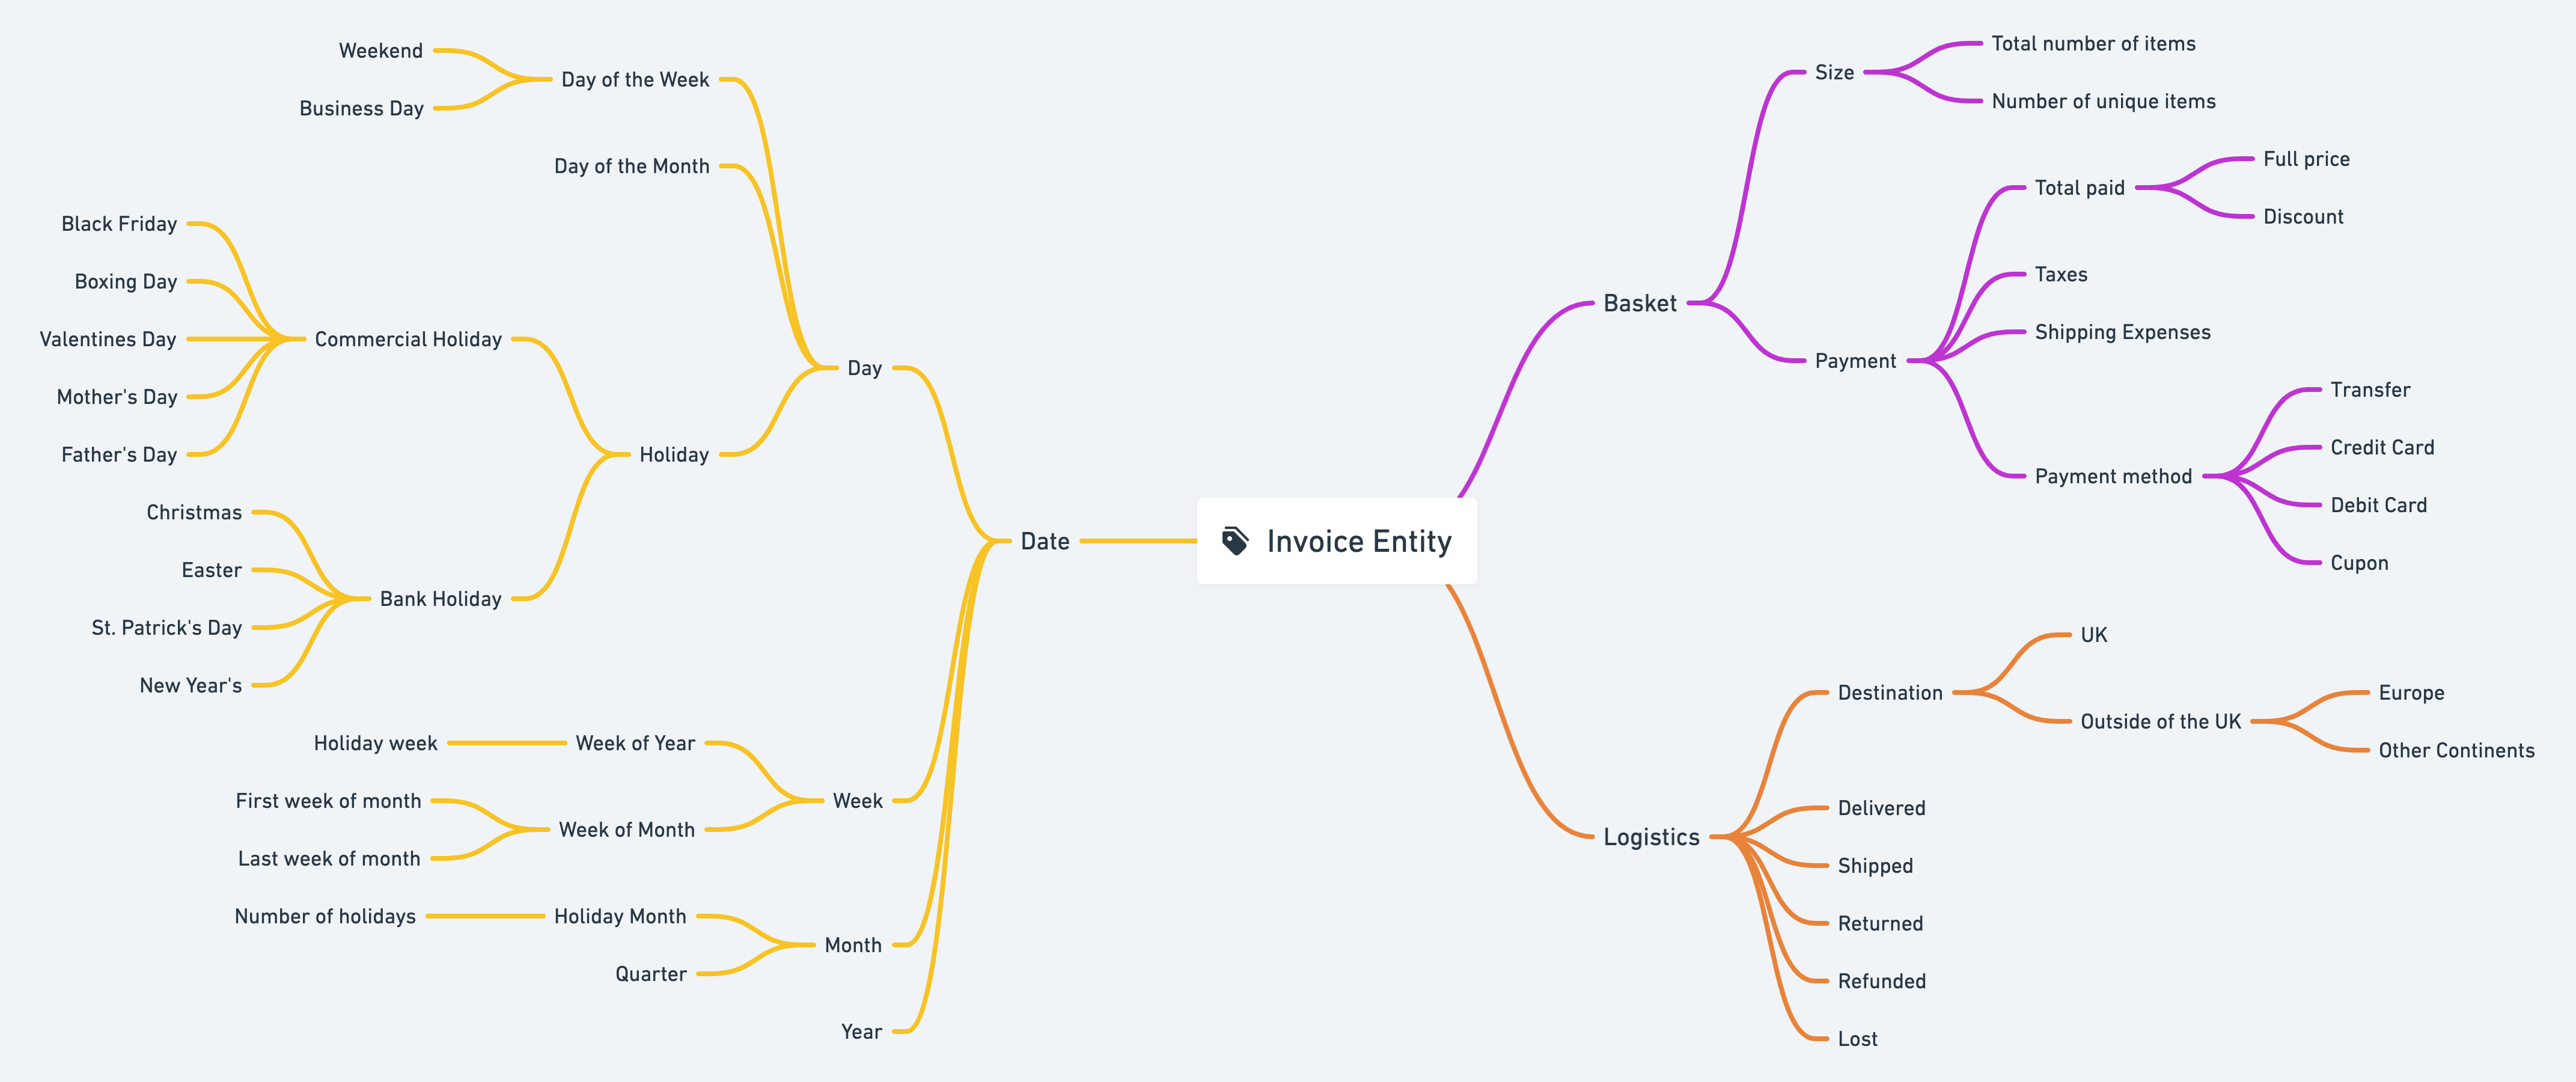 Invoice Entity
Date
Day
Day of the Week
Weekend
Business Day
Day of the Month
Holiday
Commercial Holiday
Black Friday
Boxing Day
Valentines Day
Mother's Day
Father's Day
Bank Holiday
Christmas
Easter
St. Patrick's Day
New Year's
Week
Week of Year
Holiday week
Week of Month
First week of month
Last week of month
Month
Holiday Month
Number of holidays
Quarter
Year
Basket
Size
Total number of items
Number of unique items
Payment
Total paid
Full price
Discount
Taxes
Shipping Expenses
Payment method
Transfer
Credit Card
Debit Card
Cupon
Logistics
Destination
UK
Outside of the UK
Europe
Other Continents
Delivered
Shipped
Returned
Refunded
Lost